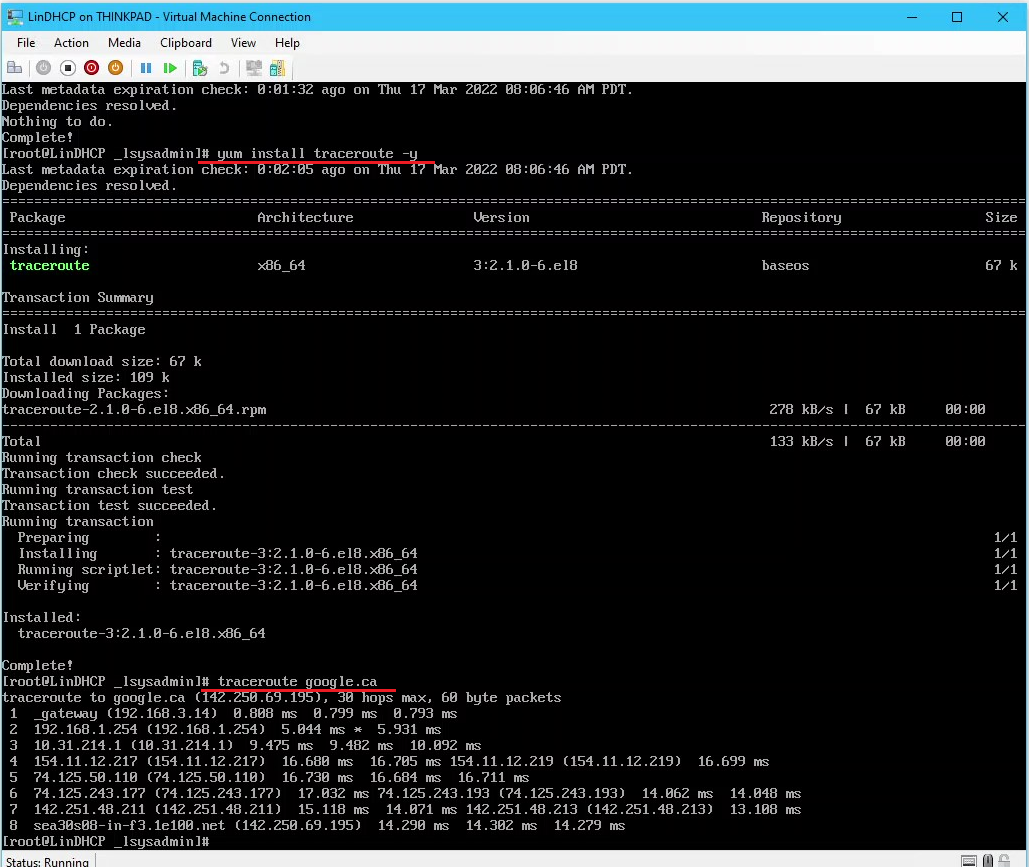 LinDHCP on THINKPAD - Virtual Machine Connection
File Action Media Clipboard View Help
Last metadata expiration check: 0:01:32 ago on Thu 17 Mar 2022 08:06:46 AM PDT.
Dependencies resolved.
Nothing to do.
Complete!
[root@LinDHCP _lsysadmin]# yum install traceroute -y
Last metadata expiration check: 0:02:05 ago on Thu 17 Mar 2022 08:06:46 AM PDT.
Dependencies resolved.
Package Architecture Version Repository Size
Installing:
traceroute x86_64 3:2.1.0-6.el8 baseos 67 k
Transaction Summary
Install 1 Package
Total download size: 67 k
Installed size: 109 k
Downloading Packages:
traceroute-2.1.0-6.el8.x86_64.rpm 278 kB/s | 67 kB 00:00
Total 133 kB/s | 67 kB 00:00
Running transaction check
Transaction check succeeded.
Running transaction test
Transaction test succeeded.
Running transaction
Preparing : 1/1
Installing : traceroute-3:2.1.0-6.el8.x86_64 1/1
Running scriptlet: traceroute-3:2.1.0-6.el8.x86_64 1/1
Verifying : traceroute-3:2.1.0-6.el8.x86_64 1/1
Installed:
traceroute-3:2.1.0-6.el8.x86_64
Complete!
[root@LinDHCP _lsysadmin]# traceroute google.ca
traceroute to google.ca (142.250.69.195), 30 hops max, 60 byte packets
1 _gateway (192.168.3.14) 0.808 ms 0.799 ms 0.793 ms
2 192.168.1.254 (192.168.1.254) 5.044 ms * 5.931 ms
3 10.31.214.1 (10.31.214.1) 9.475 ms 9.482 ms 10.092 ms
4 154.11.12.217 (154.11.12.217) 16.680 ms 16.705 ms 154.11.12.219 (154.11.12.219) 16.699 ms
5 74.125.50.110 (74.125.50.110) 16.730 ms 16.684 ms 16.711 ms
6 74.125.243.177 (74.125.243.177) 17.032 ms 74.125.243.193 (74.125.243.193) 14.062 ms 14.048 ms
7 142.251.48.211 (142.251.48.211) 15.118 ms 14.071 ms 142.251.48.213 (142.251.48.213) 13.108 ms
8 sea30s08-in-f3.1e100.net (142.250.69.195) 14.290 ms 14.302 ms 14.279 ms
[root@LinDHCP _lsysadmin]#
Status: Running